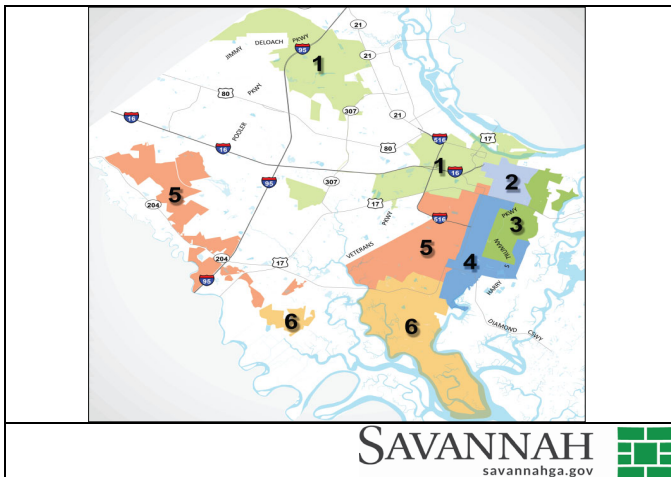 21
JIMMY DELOACH PKWY
95
1
80
PKWY
307
21
17
16
POOLER
516
80
16
1
16
2
95
307
5
3
PKWY
204
17
PKWY
516
TRUMAN
5
4
S
VETERANS
204
17
HARRY
95
6
6
DIAMOND CSWY
SAVANNAH
savannahga.gov